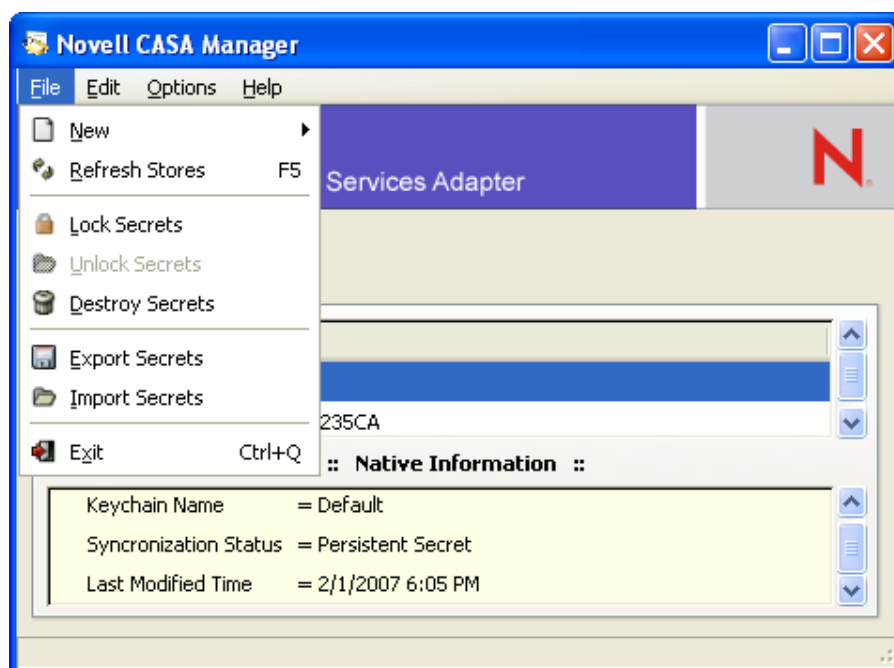 Novell CASA Manager
File Edit Options Help
New
Refresh Stores F5
Services Adapter
N
Lock Secrets
Unlock Secrets
Destroy Secrets
Export Secrets
Import Secrets
235CA
Exit Ctrl+Q
:: Native Information ::
Keychain Name = Default
Syncronization Status = Persistent Secret
Last Modified Time = 2/1/2007 6:05 PM